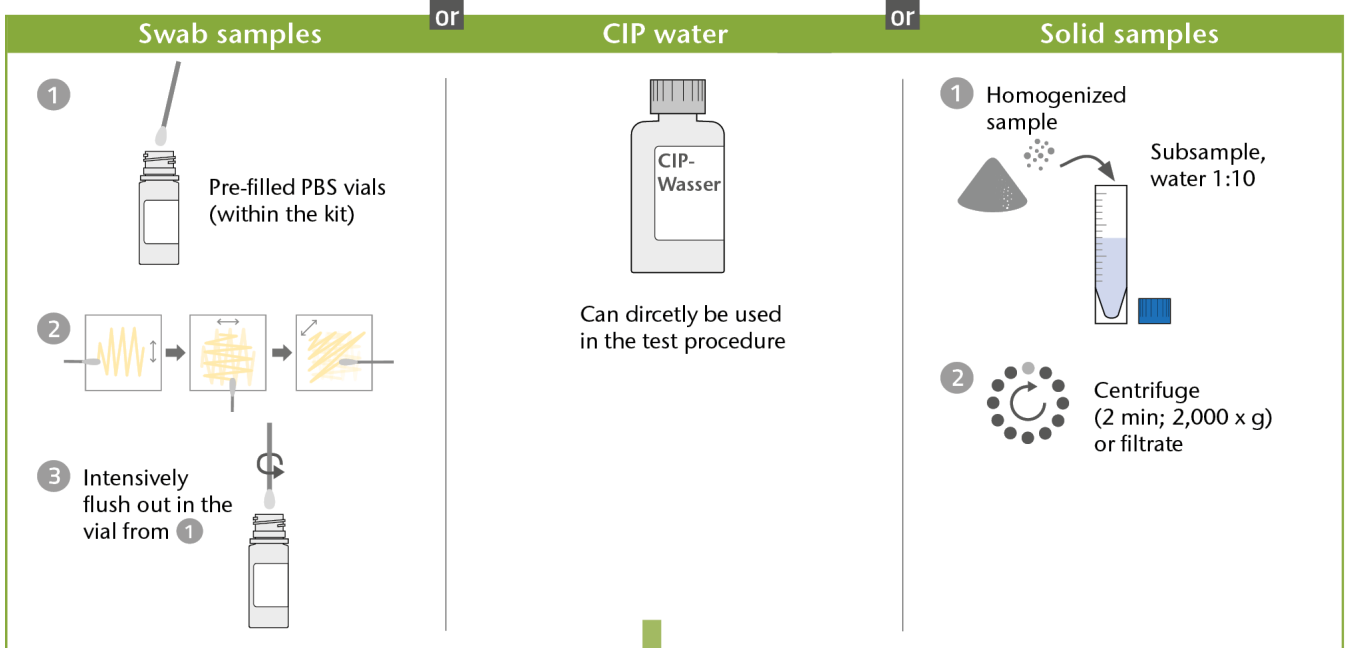 or
or
Swab samples
CIP water
Solid samples
1
Pre-filled PBS vials
(within the kit)
2
3 Intensively
flush out in the
vial from 1
CIP-
Wasser
Can dircetly be used
in the test procedure
1 Homogenized
sample
Subsample,
water 1:10
2
Centrifuge
(2 min; 2,000 x g)
or filtrate